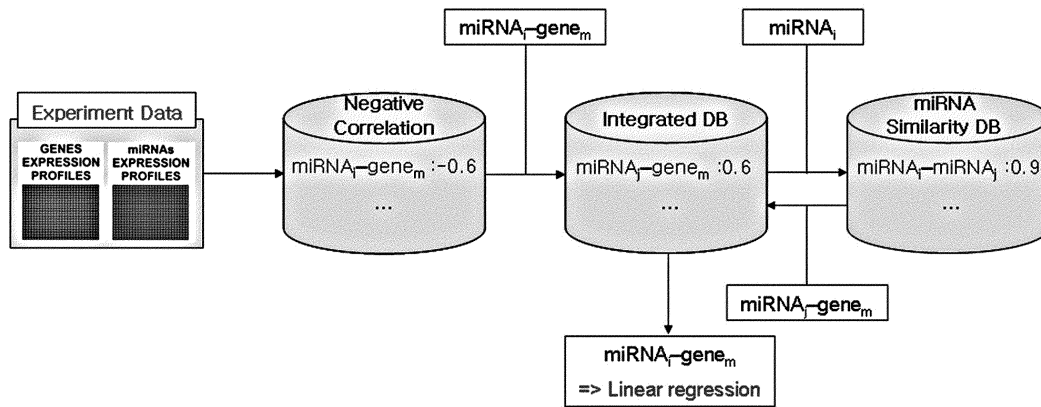 miRNAᵢ–geneₘ
miRNAᵢ
Experiment Data
GENES
EXPRESSION
PROFILES
miRNAs
EXPRESSION
PROFILES
Negative
Correlation
miRNAᵢ–geneₘ :–0.6
...
Integrated DB
miRNAⱼ–geneₘ :0.6
...
miRNA
Similarity DB
miRNAᵢ–miRNAⱼ :0.9
...
miRNAⱼ–geneₘ
miRNAᵢ–geneₘ
=> Linear regression